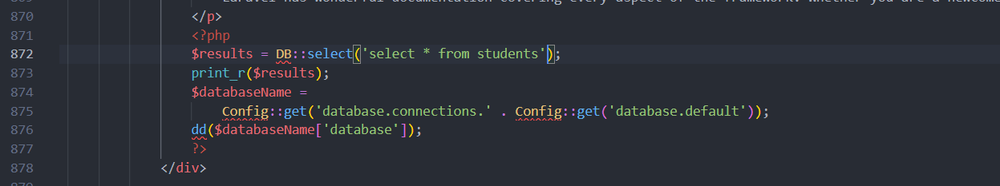 Laravel has wonderful documentation covering every aspect of the framework. Whether you are a newcome
870 </p>
871 <?php
872 $results = DB::select('select * from students');
873 print_r($results);
874 $databaseName =
875 Config::get('database.connections.' . Config::get('database.default'));
876 dd($databaseName['database']);
877 ?>
878 </div>